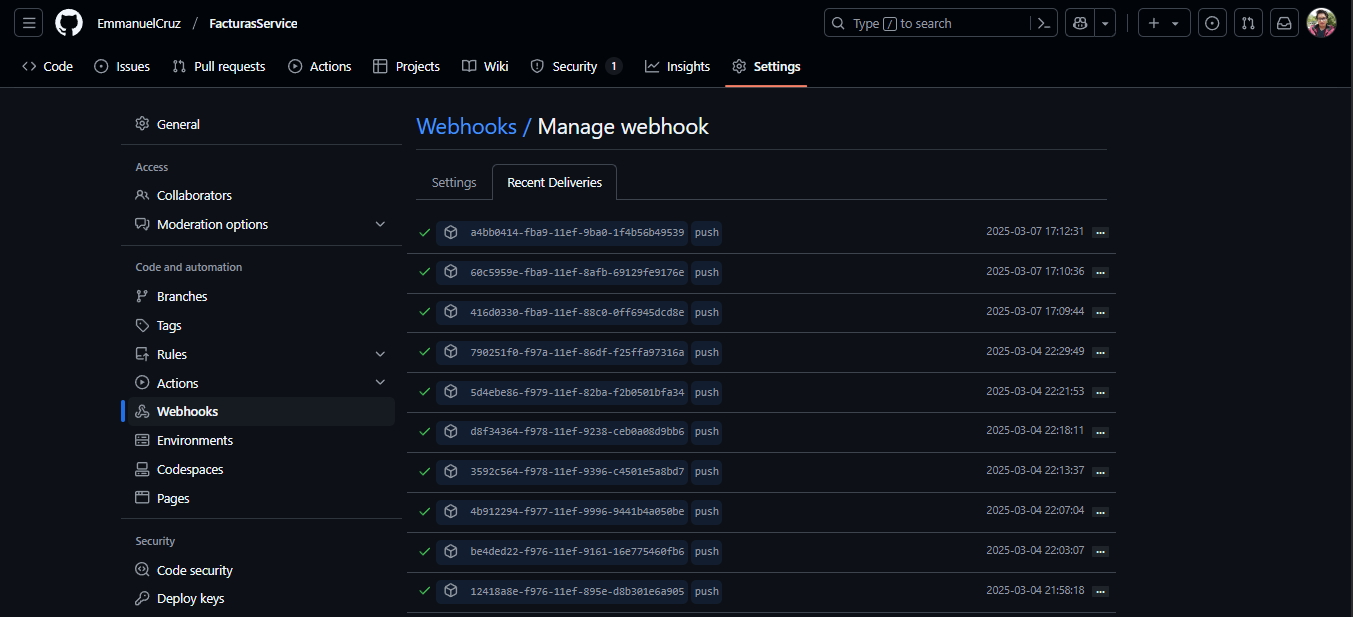 EmmanuelCruz / FacturasService
Type / to search
Code Issues Pull requests Actions Projects Wiki Security 1 Insights Settings
General
Access
Collaborators
Moderation options
Code and automation
Branches
Tags
Rules
Actions
Webhooks
Environments
Codespaces
Pages
Security
Code security
Deploy keys
Webhooks / Manage webhook
Settings Recent Deliveries
a4bb0414-fba9-11ef-9ba0-1f4b56b49539 push 2025-03-07 17:12:31
60c5959e-fba9-11ef-8afb-69129fe9176e push 2025-03-07 17:10:36
416d0330-fba9-11ef-88c0-0ff6945dcd8e push 2025-03-07 17:09:44
790251f0-f97a-11ef-86df-f25ffa97316a push 2025-03-04 22:29:49
5d4ebe86-f979-11ef-82ba-f2b0501bfa34 push 2025-03-04 22:21:53
d8f34364-f978-11ef-9238-ceb0a08d9bb6 push 2025-03-04 22:18:11
3592c564-f978-11ef-9396-c4501e5a8bd7 push 2025-03-04 22:13:37
4b912294-f977-11ef-9996-9441b4a050be push 2025-03-04 22:07:04
be4ded22-f976-11ef-9161-16e775460fb6 push 2025-03-04 22:03:07
12418a8e-f976-11ef-895e-d8b301e6a905 push 2025-03-04 21:58:18